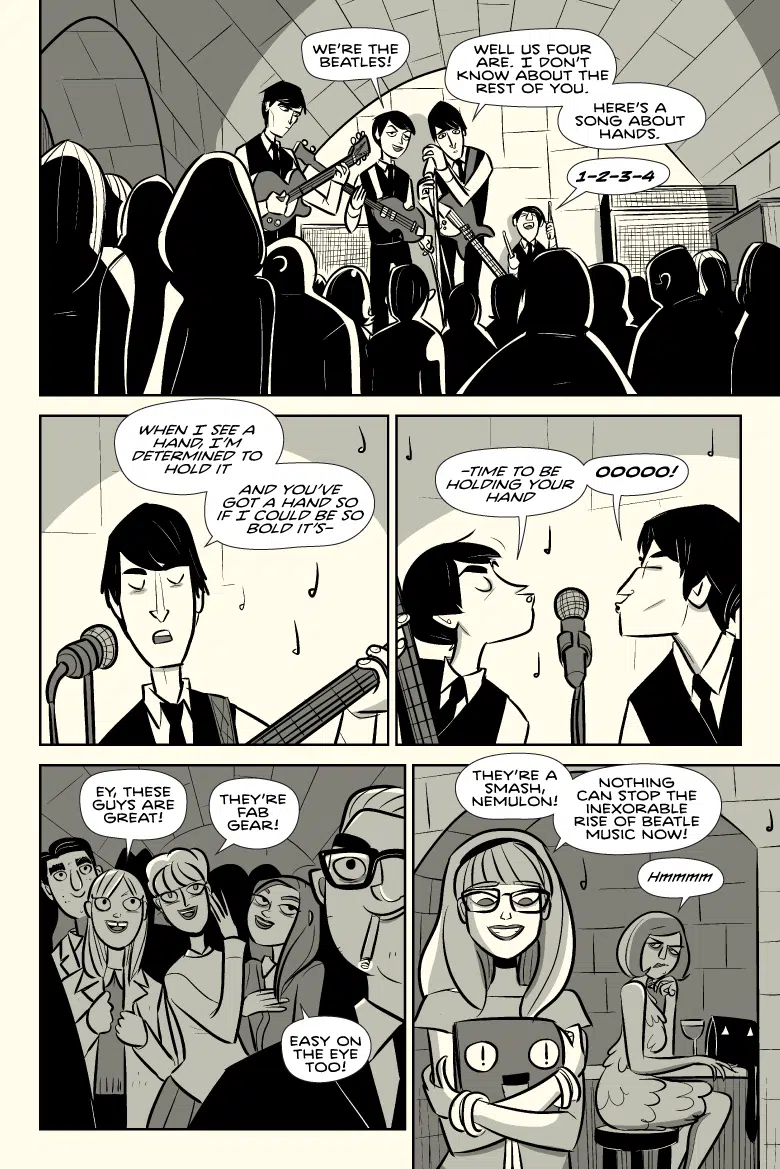 WE'RE THE
BEATLES!
WELL US FOUR
ARE. I DON'T
KNOW ABOUT THE
REST OF YOU.
HERE'S A
SONG ABOUT
HANDS.
1-2-3-4
WHEN I SEE A
HAND, I'M
DETERMINED TO
HOLD IT
AND YOU'VE
GOT A HAND SO
IF I COULD BE SO
BOLD IT'S–
–TIME TO BE
HOLDING YOUR
HAND
OOOOO!
EY, THESE
GUYS ARE
GREAT!
THEY'RE
FAB
GEAR!
EASY ON
THE EYE
TOO!
THEY'RE A
SMASH,
NEMULON!
NOTHING
CAN STOP THE
INEXORABLE
RISE OF BEATLE
MUSIC NOW!
Hmmmm